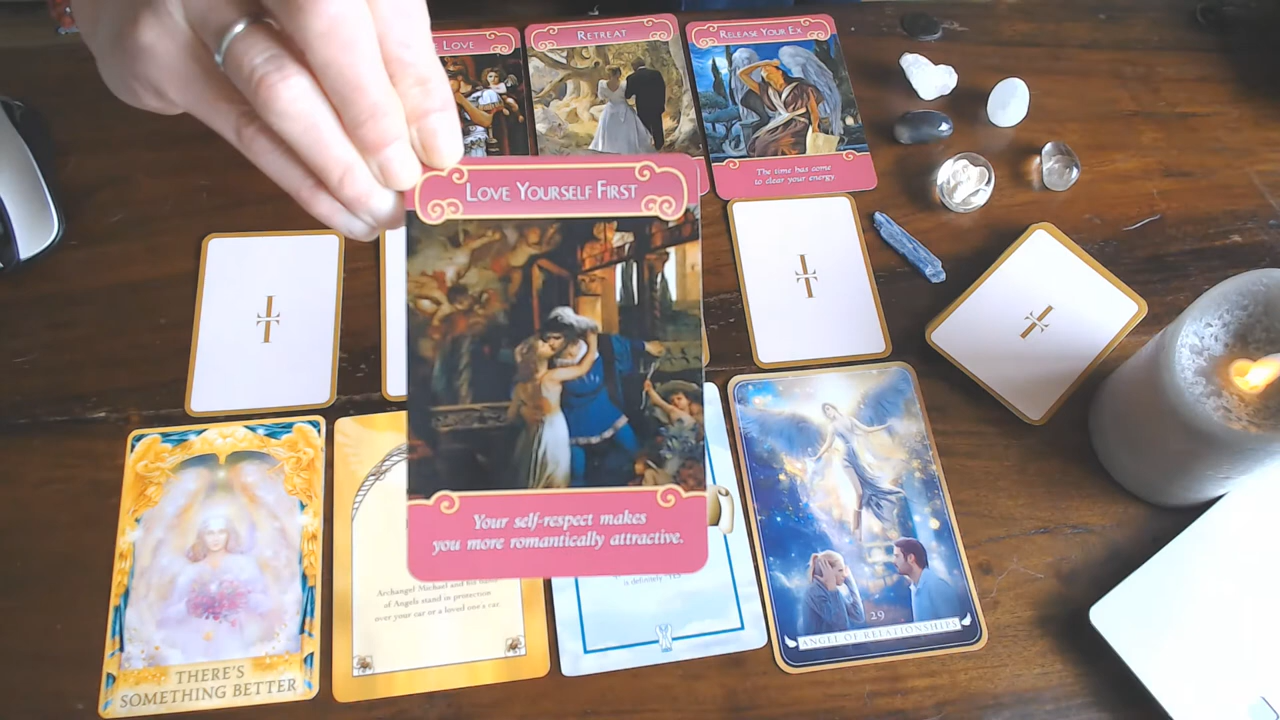 LOVE
RETREAT
RELEASE YOUR EX
The time has come
to clear your energy
LOVE YOURSELF FIRST
Your self-respect makes
you more romantically attractive.
Archangel Michael and his
of Angels stand in protection
over your car or a loved one's car.
is definitely "YES"
29
ANGEL OF RELATIONSHIPS
THERE'S
SOMETHING BETTER